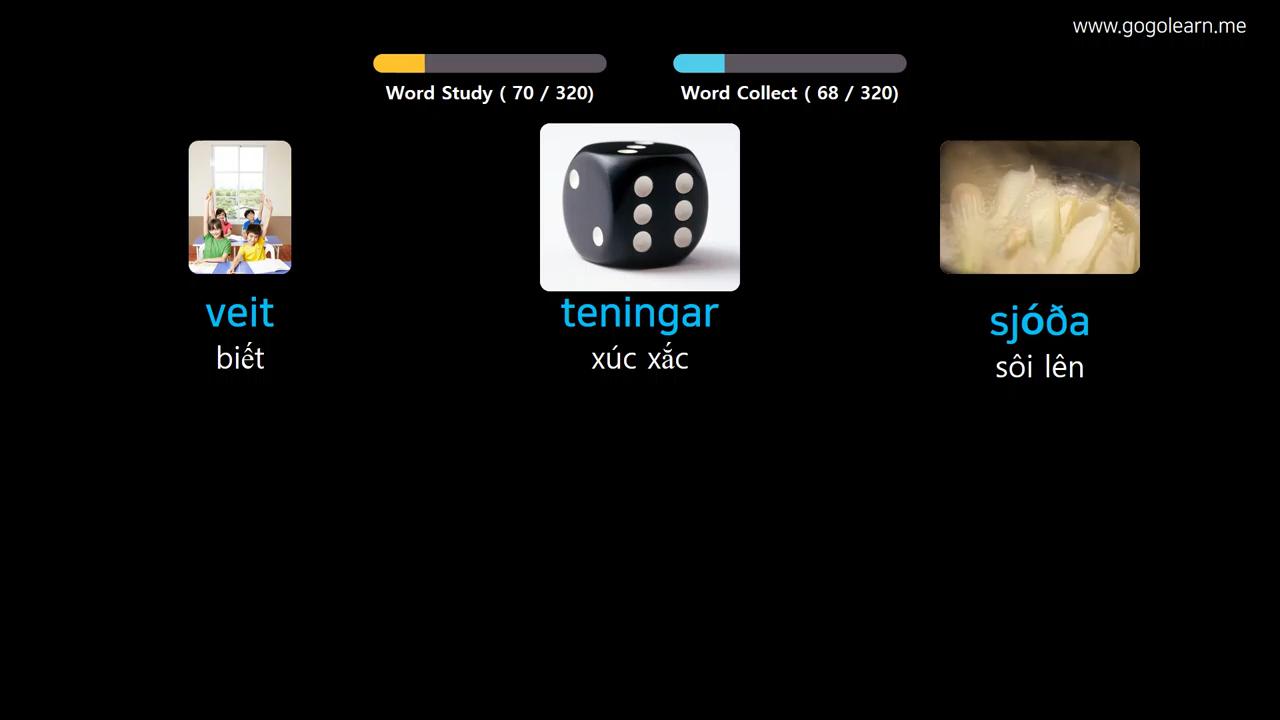 www.gogolearn.me
Word Study ( 70 / 320)
Word Collect ( 68 / 320)
veit
biết
teningar
xúc xắc
sjóða
sôi lên